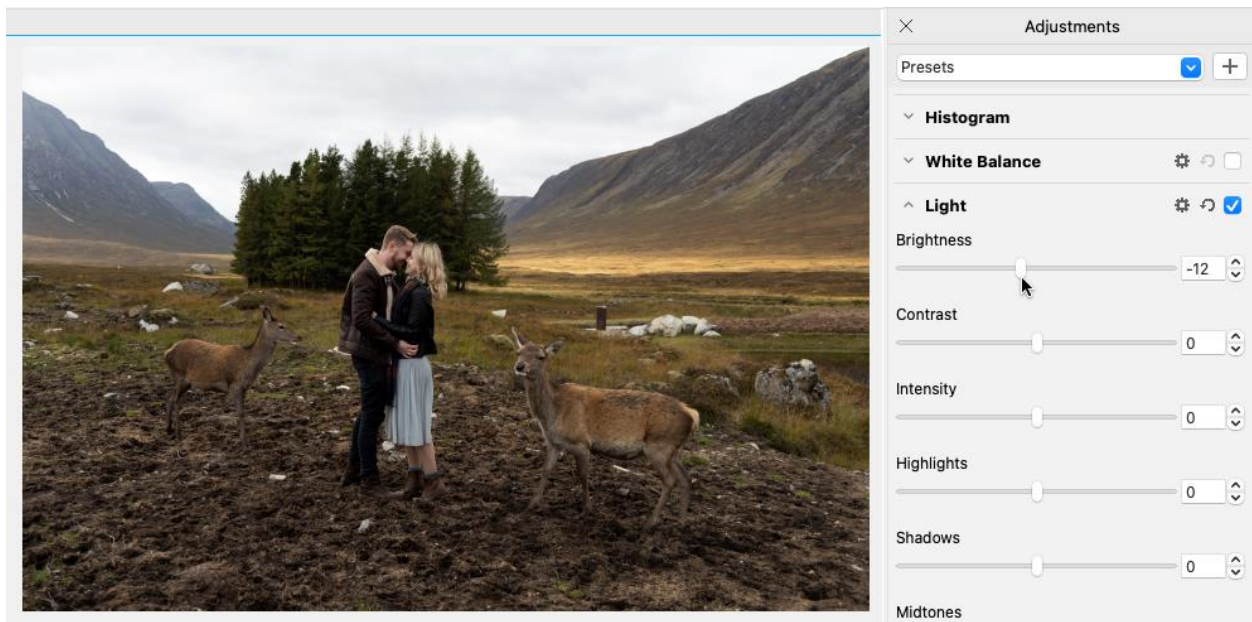 Adjustments
Presets
Histogram
White Balance
Light
Brightness
-12
Contrast
0
Intensity
0
Highlights
0
Shadows
0
Midtones